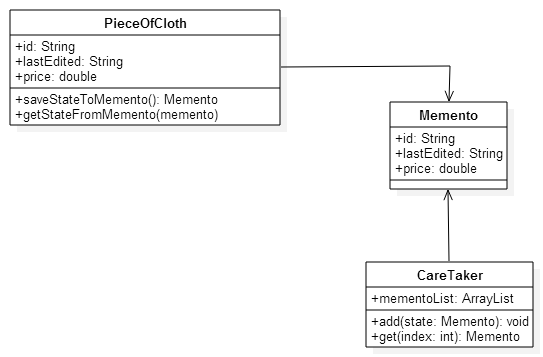 PieceOfCloth
+id: String
+lastEdited: String
+price: double
+saveStateToMemento(): Memento
+getStateFromMemento(memento)
Memento
+id: String
+lastEdited: String
+price: double
CareTaker
+mementoList: ArrayList
+add(state: Memento): void
+get(index: int): Memento